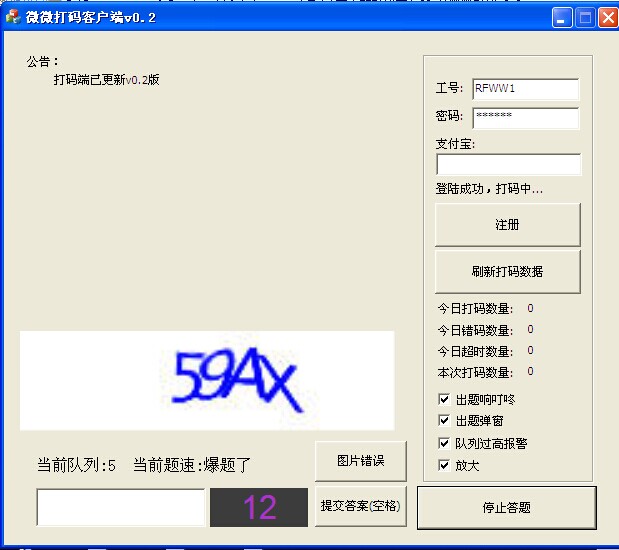 微微打码客户端v0.2
公告：
打码端已更新v0.2版
59AX
当前队列:5 当前题速:爆题了
12
图片错误
提交答案(空格)
工号: RFWW1
密码: ******
支付宝:
登陆成功，打码中...
注册
刷新打码数据
今日打码数量: 0
今日错码数量: 0
今日超时数量: 0
本次打码数量: 0
出题响叮咚
出题弹窗
队列过高报警
放大
停止答题